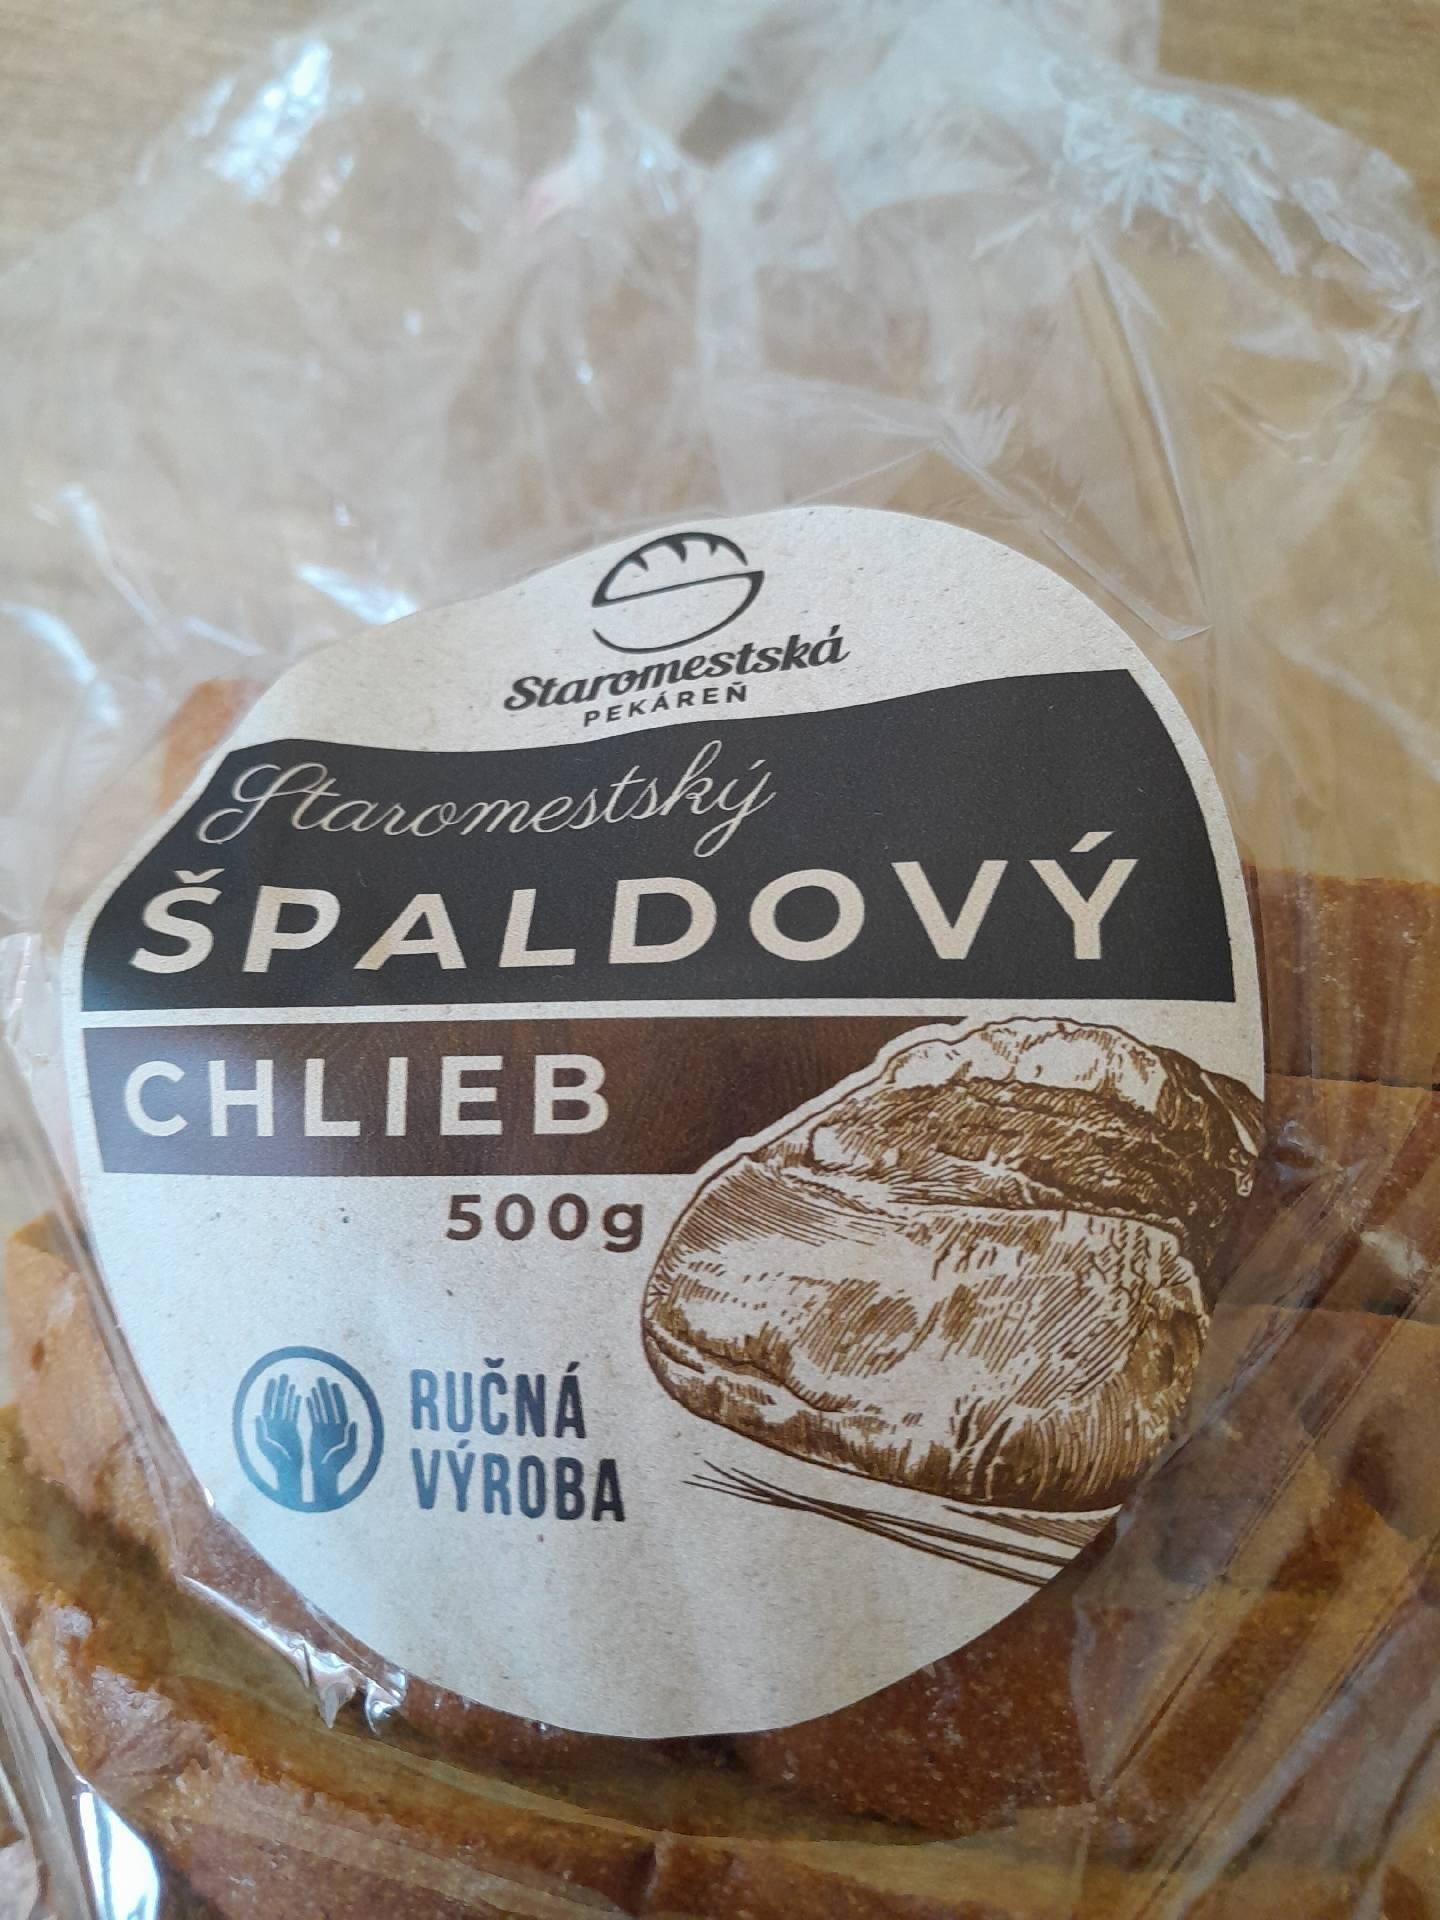 Staromestská
PEKÁREŇ
Staromestský
ŠPALDOVÝ
CHLIEB
500g
RUČNÁ
VÝROBA